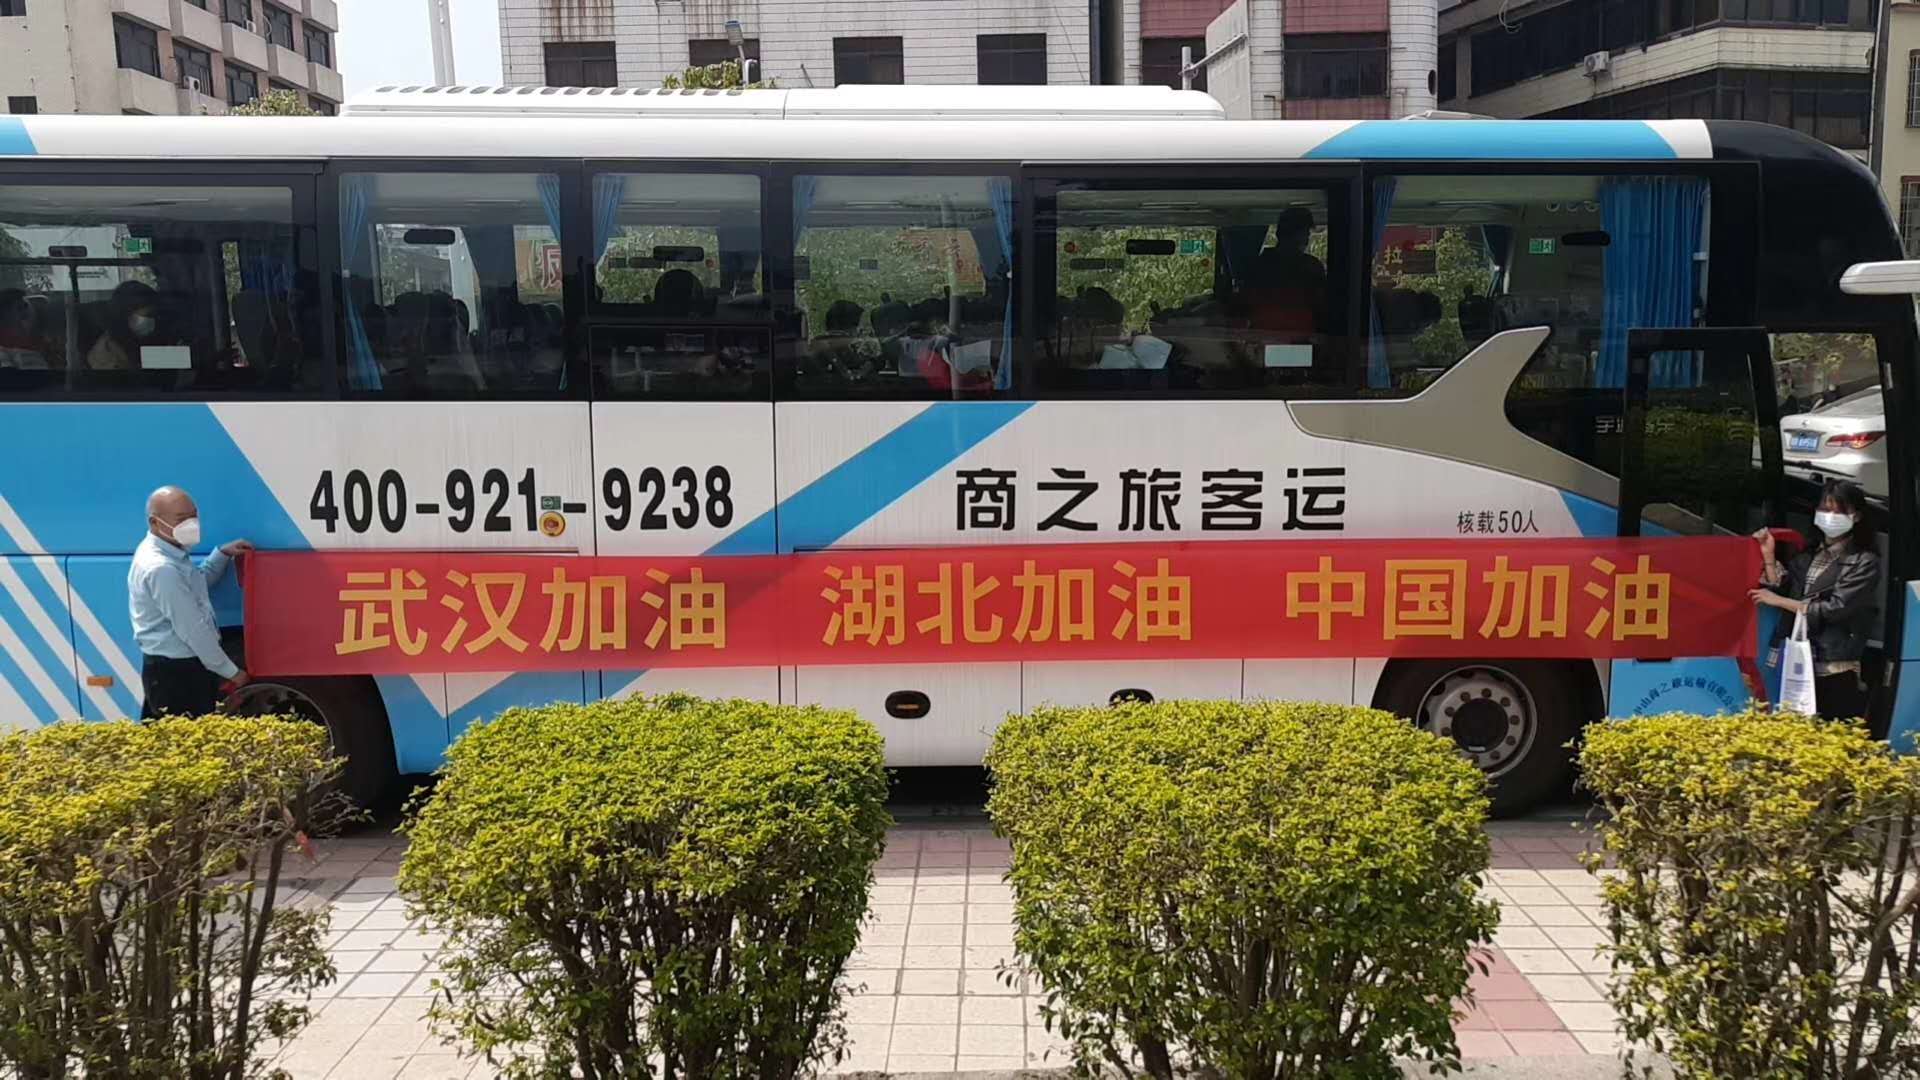 400-921-9238
商之旅客运
核载50人
武汉加油 湖北加油 中国加油